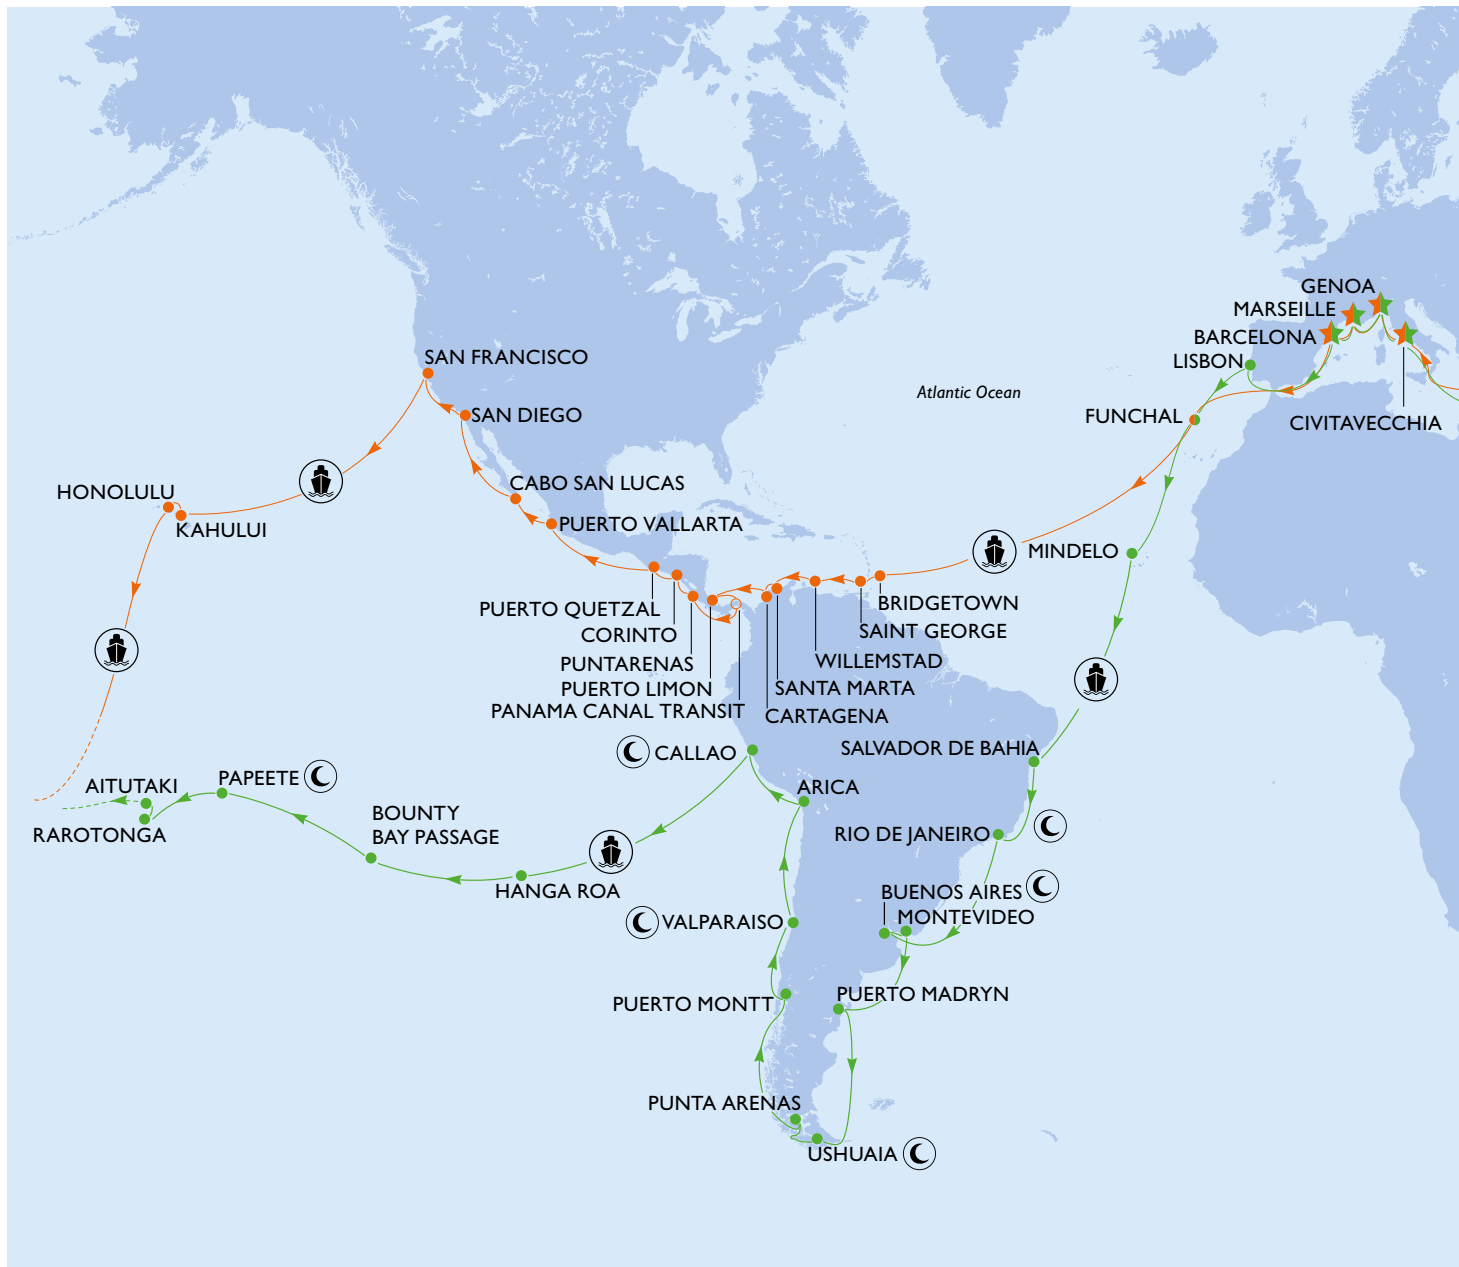 GENOA
MARSEILLE
BARCELONA
LISBON
SAN FRANCISCO
Atlantic Ocean
SAN DIEGO
FUNCHAL
CIVITAVECCHIA
CABO SAN LUCAS
HONOLULU
PUERTO VALLARTA
KAHULUI
MINDELO
PUERTO QUETZAL
BRIDGETOWN
CORINTO
SAINT GEORGE
PUNTARENAS
WILLEMSTAD
PUERTO LIMON
SANTA MARTA
PANAMA CANAL TRANSIT
CARTAGENA
CALLAO
SALVADOR DE BAHIA
AITUTAKI
PAPEETE
ARICA
RAROTONGA
BOUNTY
BAY PASSAGE
RIO DE JANEIRO
HANGA ROA
BUENOS AIRES
MONTEVIDEO
VALPARAISO
PUERTO MONTT
PUERTO MADRYN
PUNTA ARENAS
USHUAIA